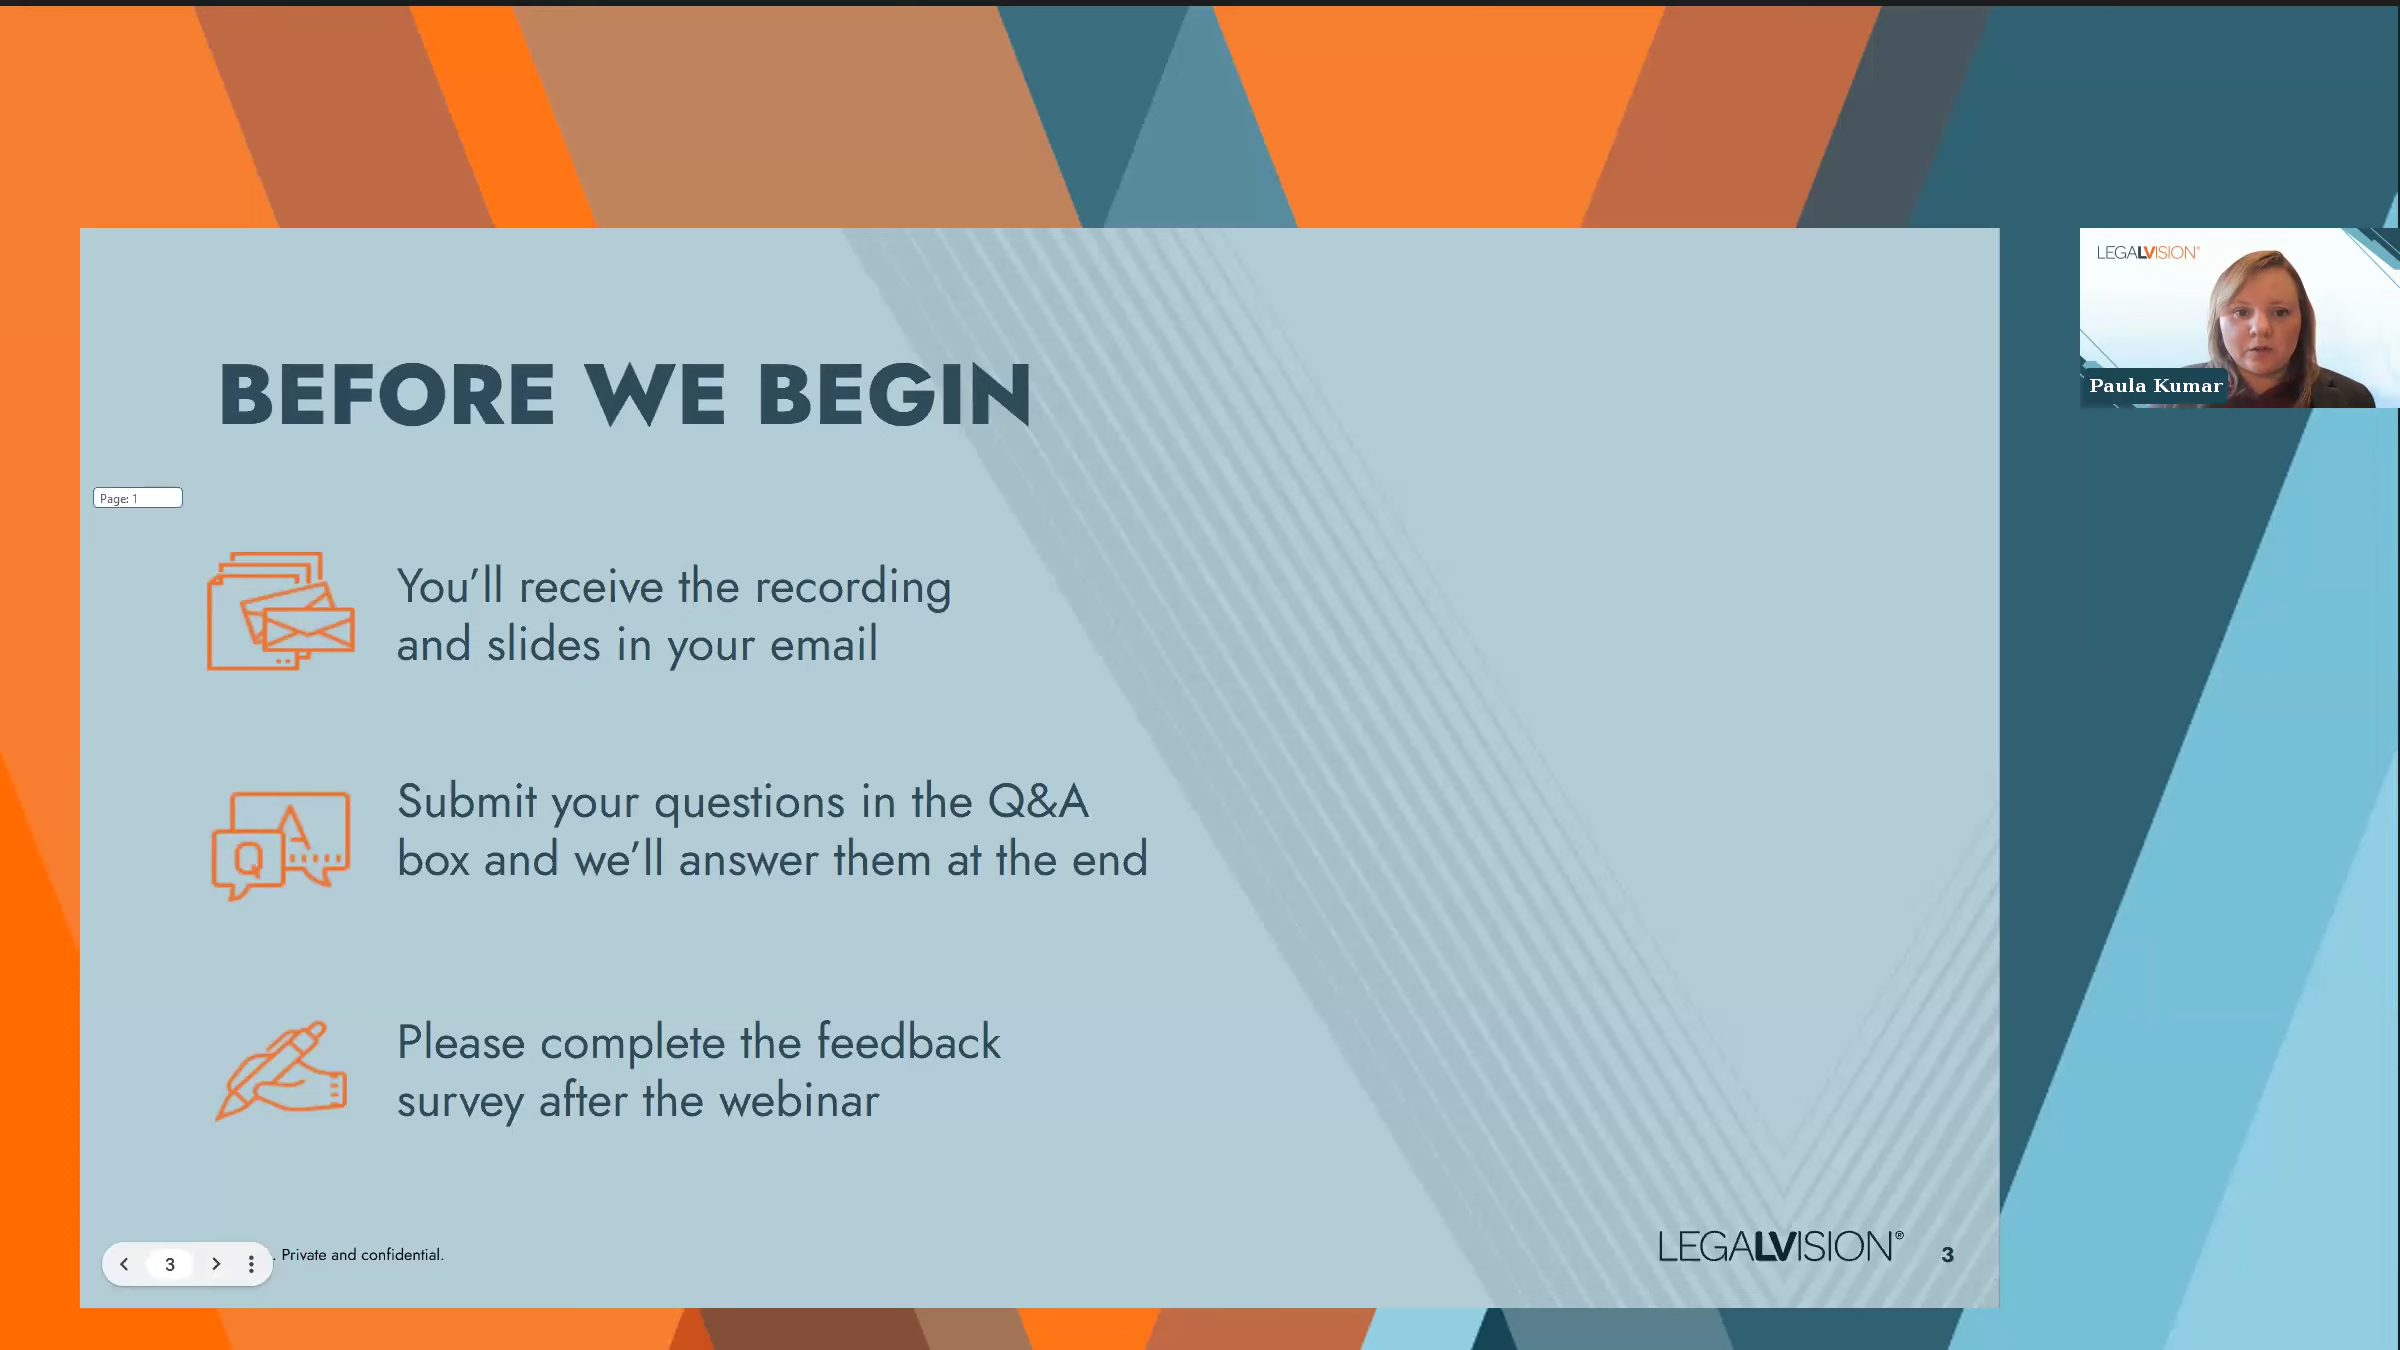 BEFORE WE BEGIN
Page: 1
You’ll receive the recording
and slides in your email
Submit your questions in the Q&A
box and we’ll answer them at the end
Q
A
Please complete the feedback
survey after the webinar
3
. Private and confidential.
LEGALVISION®
3
LEGALVISION®
Paula Kumar